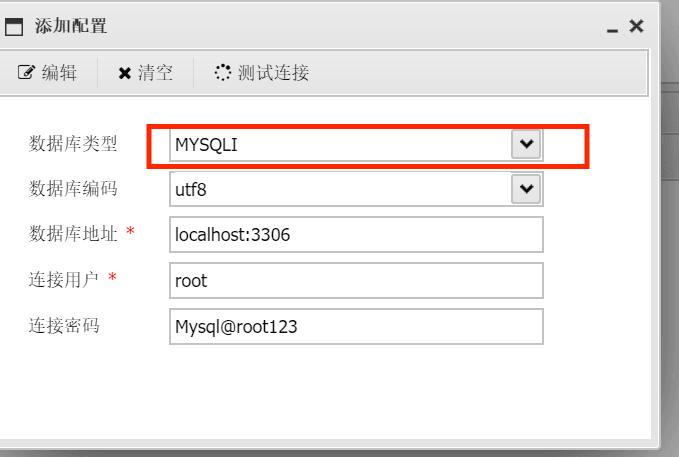 添加配置
编辑 清空 测试连接
数据库类型 MYSQLI
数据库编码 utf8
数据库地址 * localhost:3306
连接用户 * root
连接密码 Mysql@root123